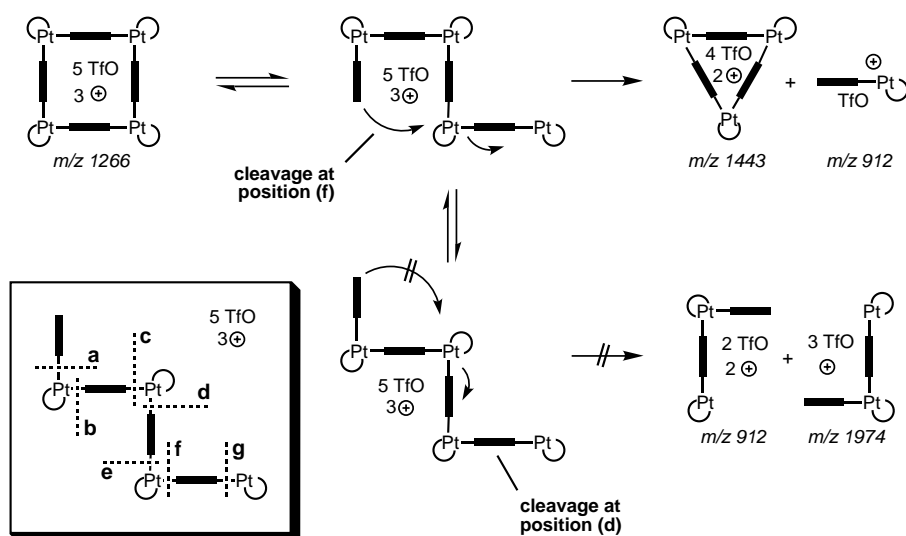 Pt Pt
5 TfO
3 ⊕
Pt Pt
m/z 1266
Pt Pt
5 TfO
3⊕
Pt Pt
cleavage at
position (f)
Pt Pt
4 TfO
2 ⊕
Pt
m/z 1443
+
⊕
Pt
TfO
m/z 912
Pt Pt
5 TfO
3⊕
Pt Pt
cleavage at
position (d)
Pt
2 TfO
2 ⊕
Pt
m/z 912
+
Pt
3 TfO
⊕
Pt
m/z 1974
5 TfO
3⊕
a
c
Pt Pt
b
d
e
f
g
Pt Pt